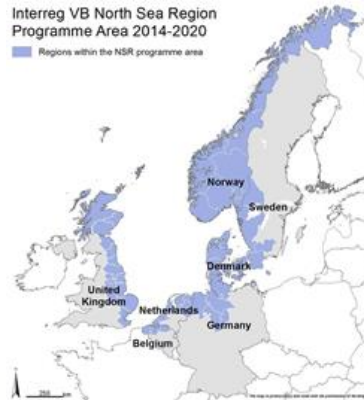 Interreg VB North Sea Region
Programme Area 2014-2020
Regions within the NSR programme area
Norway
Sweden
Denmark
United
Kingdom
Netherlands
Germany
Belgium
250